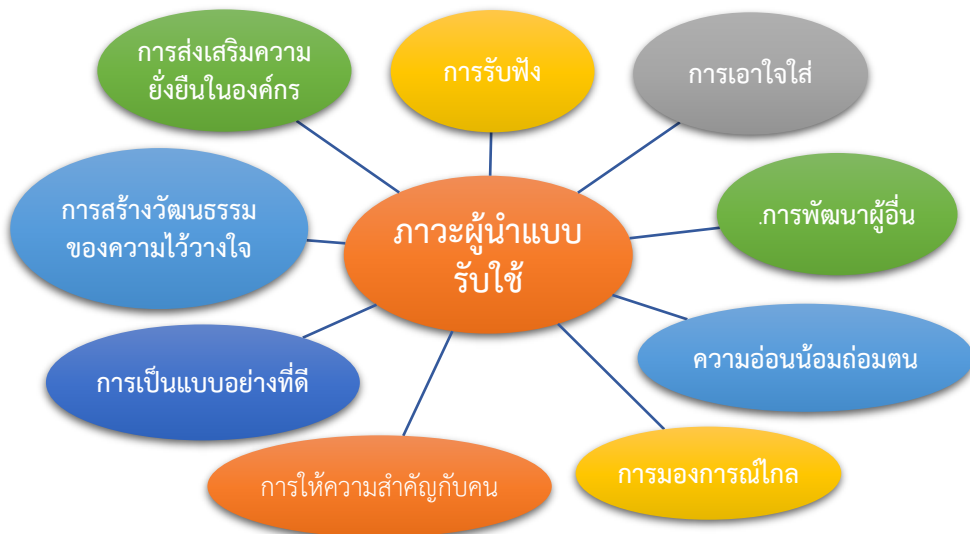 การส่งเสริมความ
ยั่งยืนในองค์กร
การรับฟัง
การเอาใจใส่
การสร้างวัฒนธรรม
ของความไว้วางใจ
ภาวะผู้นำแบบ
รับใช้
.การพัฒนาผู้อื่น
การเป็นแบบอย่างที่ดี
ความอ่อนน้อมถ่อมตน
การให้ความสำคัญกับคน
การมองการณ์ไกล